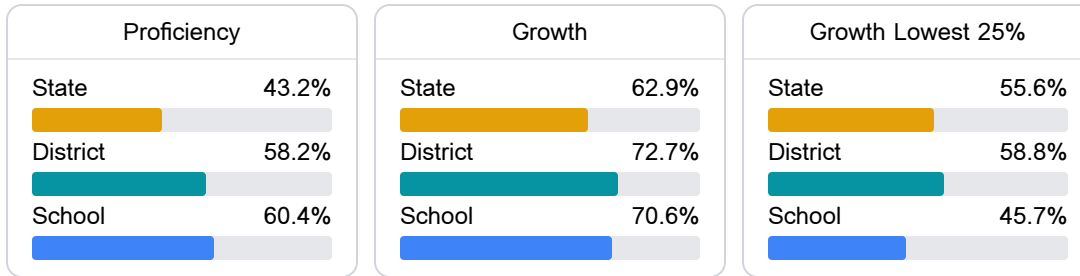 Proficiency
State 43.2%
District 58.2%
School 60.4%
Growth
State 62.9%
District 72.7%
School 70.6%
Growth Lowest 25%
State 55.6%
District 58.8%
School 45.7%